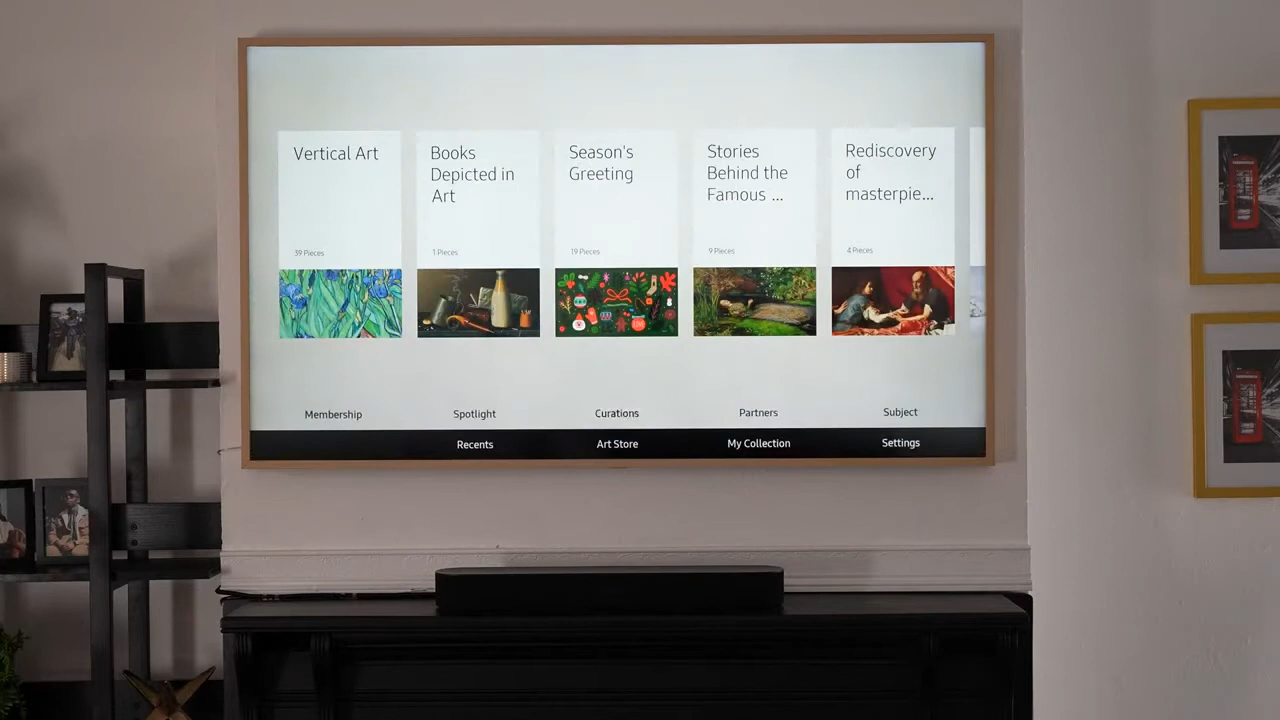 Vertical Art
39 Pieces
Books
Depicted in
Art
1 Pieces
Season's
Greeting
19 Pieces
Stories
Behind the
Famous ...
9 Pieces
Rediscovery
of
masterpie...
4 Pieces
Membership
Spotlight
Curations
Partners
Subject
Recents
Art Store
My Collection
Settings